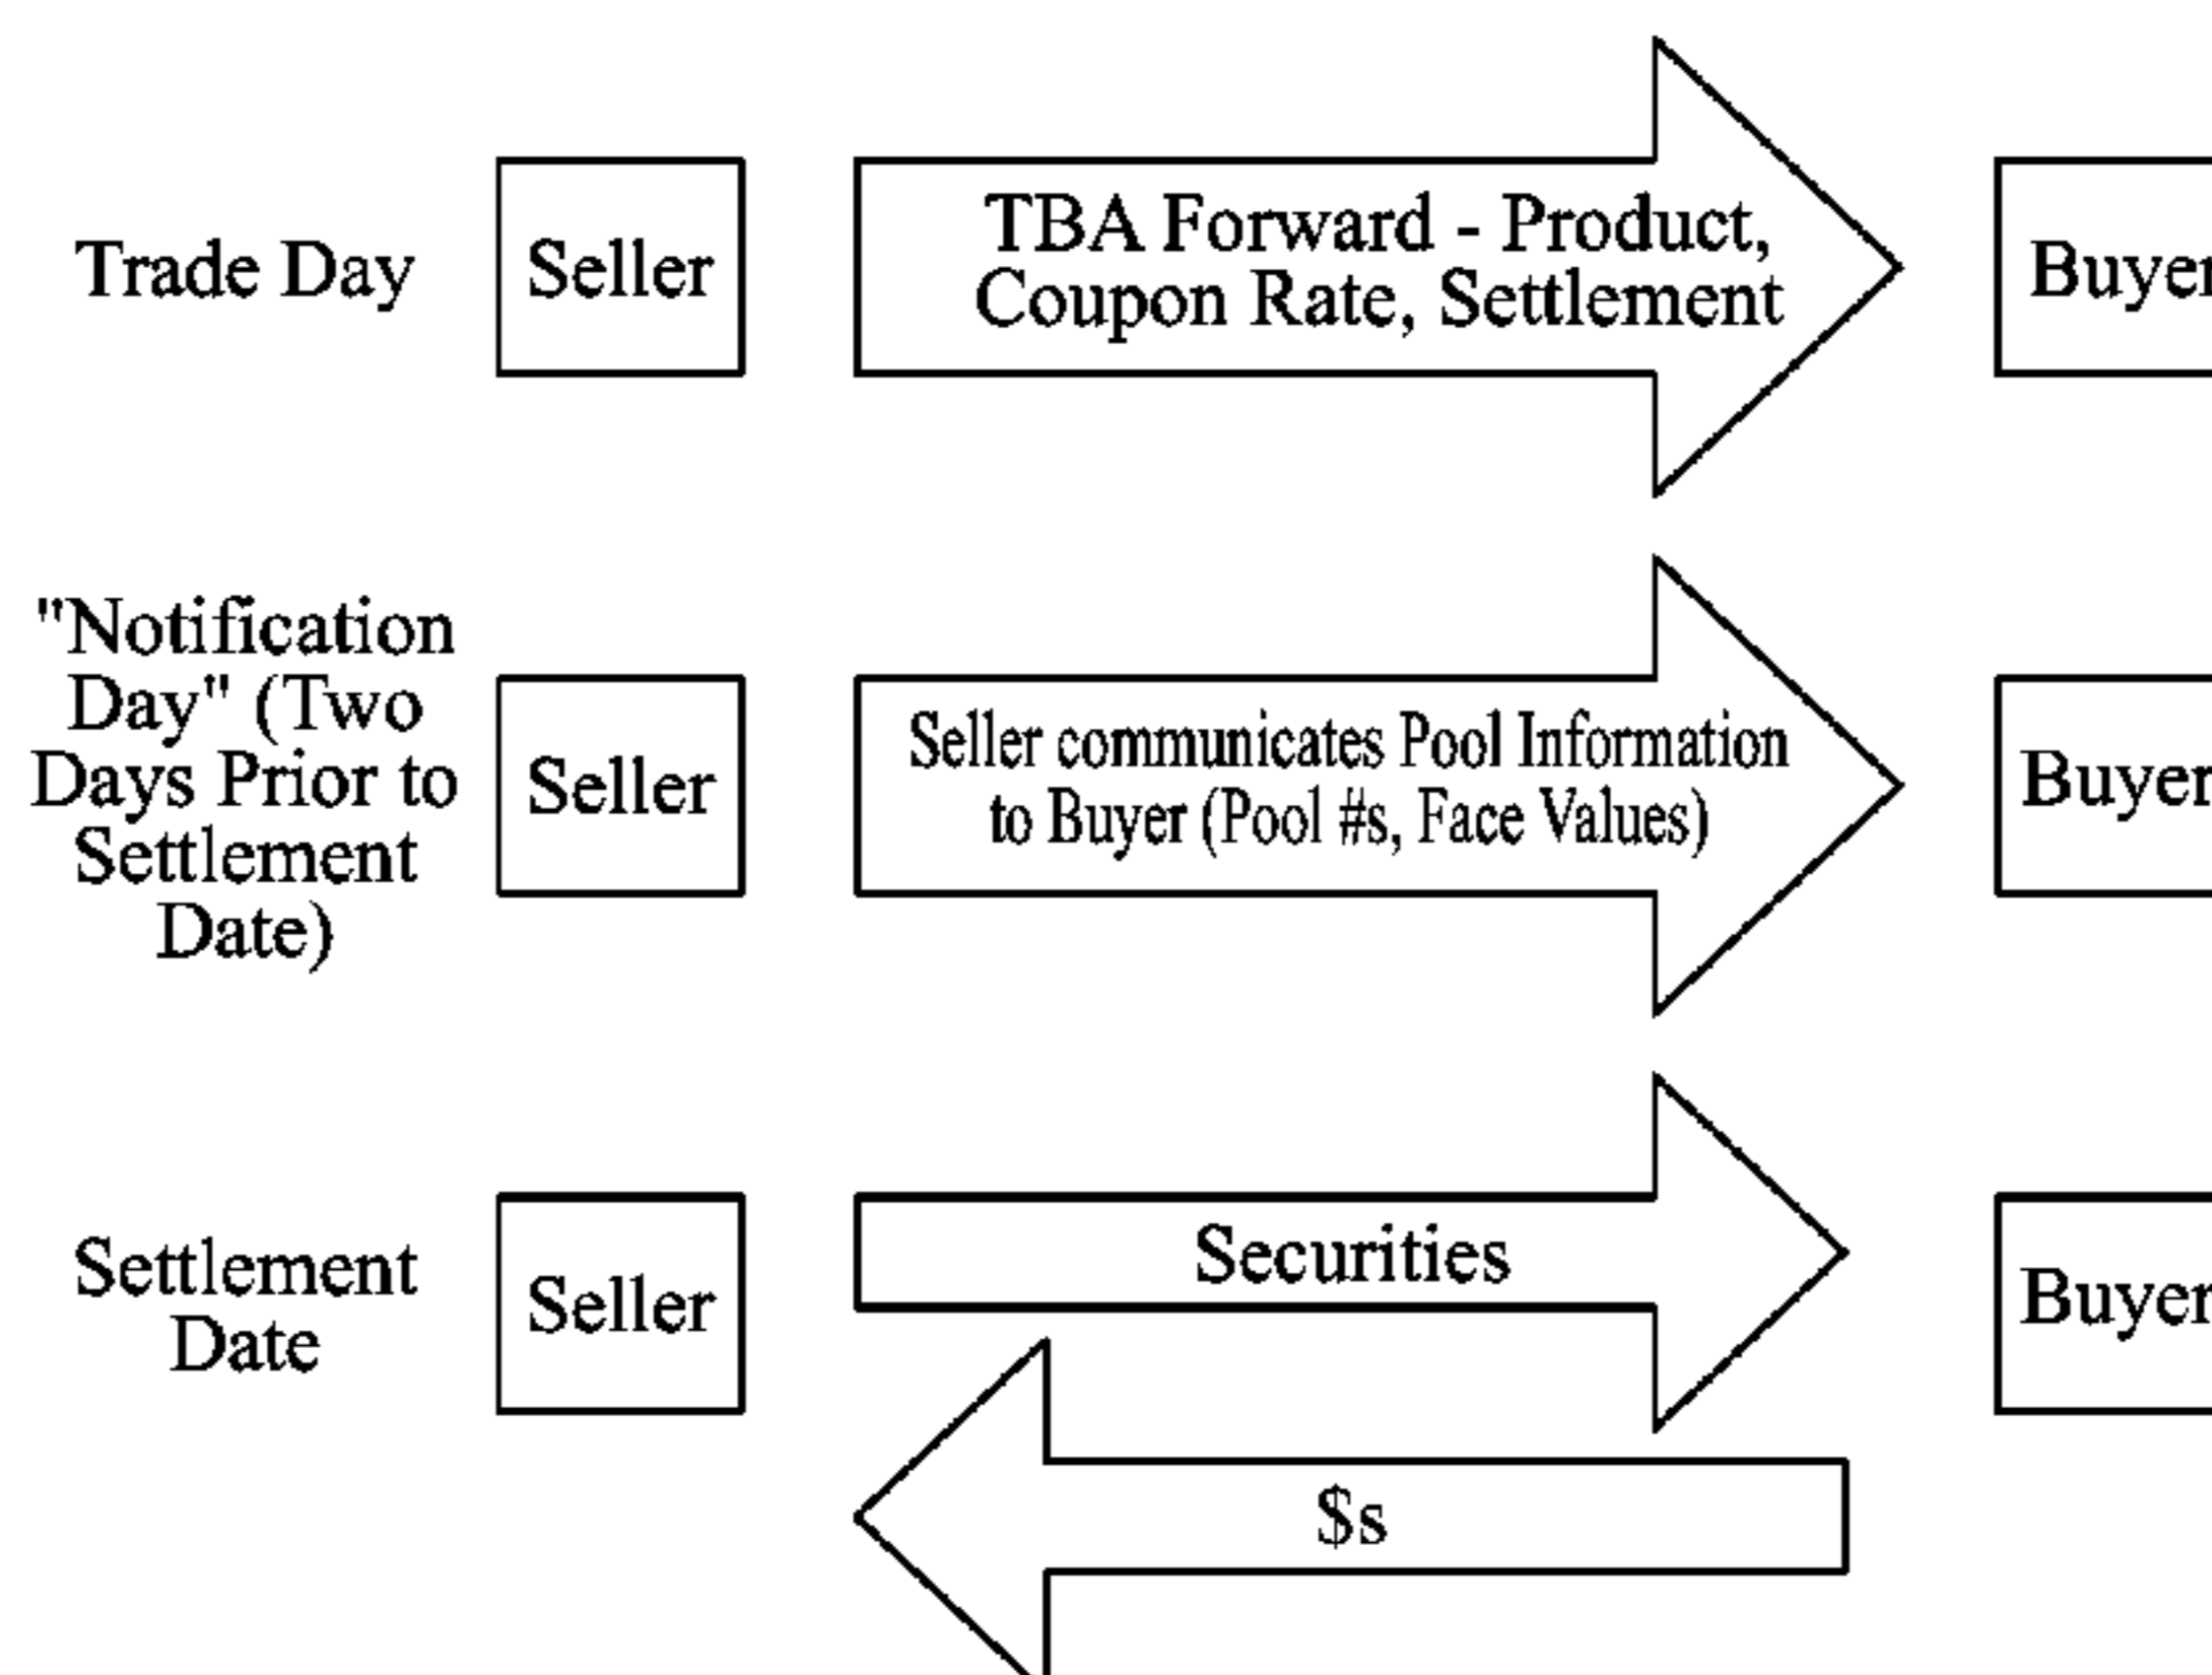 Trade Day
Seller
TBA Forward - Product,
Coupon Rate, Settlement
Buyer
"Notification
Day" (Two
Days Prior to
Settlement
Date)
Seller
Seller communicates Pool Information
to Buyer (Pool #s, Face Values)
Buyer
Settlement
Date
Seller
Securities
$s
Buyer